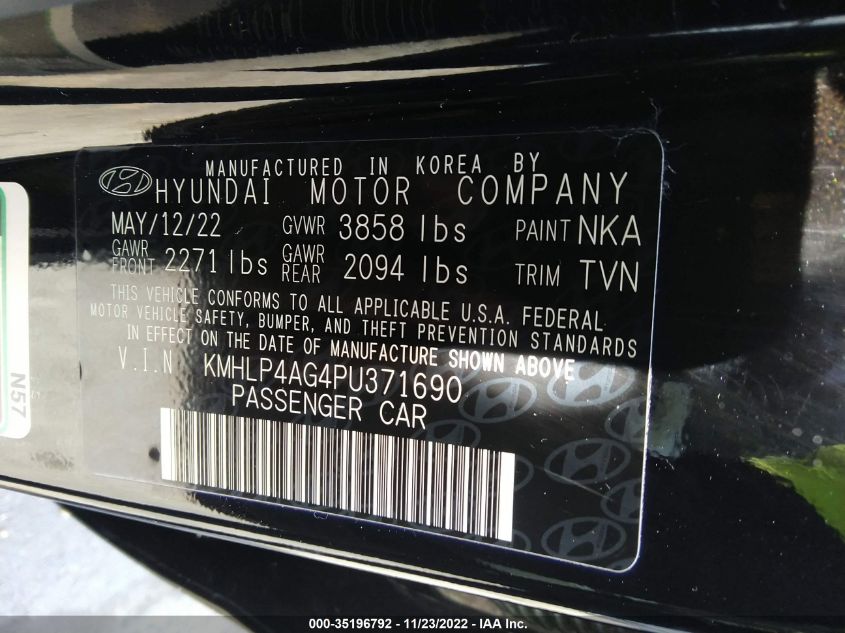 MANUFACTURED IN KOREA BY
HYUNDAI MOTOR COMPANY
MAY/12/22 GVWR 3858 lbs PAINT NKA
GAWR FRONT 2271 lbs GAWR REAR 2094 lbs TRIM TVN
THIS VEHICLE CONFORMS TO ALL APPLICABLE U.S.A. FEDERAL
MOTOR VEHICLE SAFETY, BUMPER, AND THEFT PREVENTION STANDARDS
IN EFFECT ON THE DATE OF MANUFACTURE SHOWN ABOVE
V.I.N KMHLP4AG4PU371690
PASSENGER CAR
N57
000-35196792 - 11/23/2022 - IAA Inc.